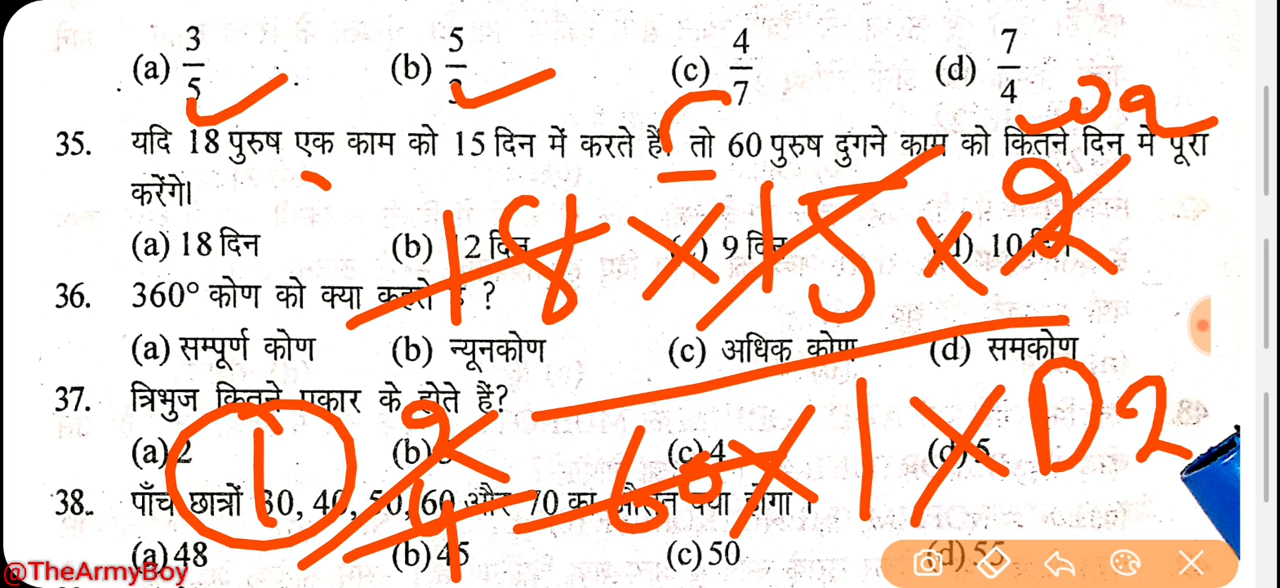 (a) 3/5 (b) 5/3 (c) 4/7 (d) 7/4
35. यदि 18 पुरुष एक काम को 15 दिन में करते हैं। तो 60 पुरुष दुगने काम को कितने दिन में पूरा
करेंगे।
(a) 18 दिन (b) 12 दिन (c) 9 दिन (d) 10 दिन
18 × 15 × 2
36. 360° कोण को क्या कहते है ?
(a) सम्पूर्ण कोण (b) न्यूनकोण (c) अधिक कोण (d) समकोण
37. त्रिभुज कितने प्रकार के होते हैं?
(a) 2 (b) (c) 4 (d) 5
60 × 1 × D2
38. पाँच छात्रों 30, 40, 50, 60 और 70 का औसत क्या होगा ।
(a) 48 (b) 45 (c) 50 (d) 55
@TheArmyBoy